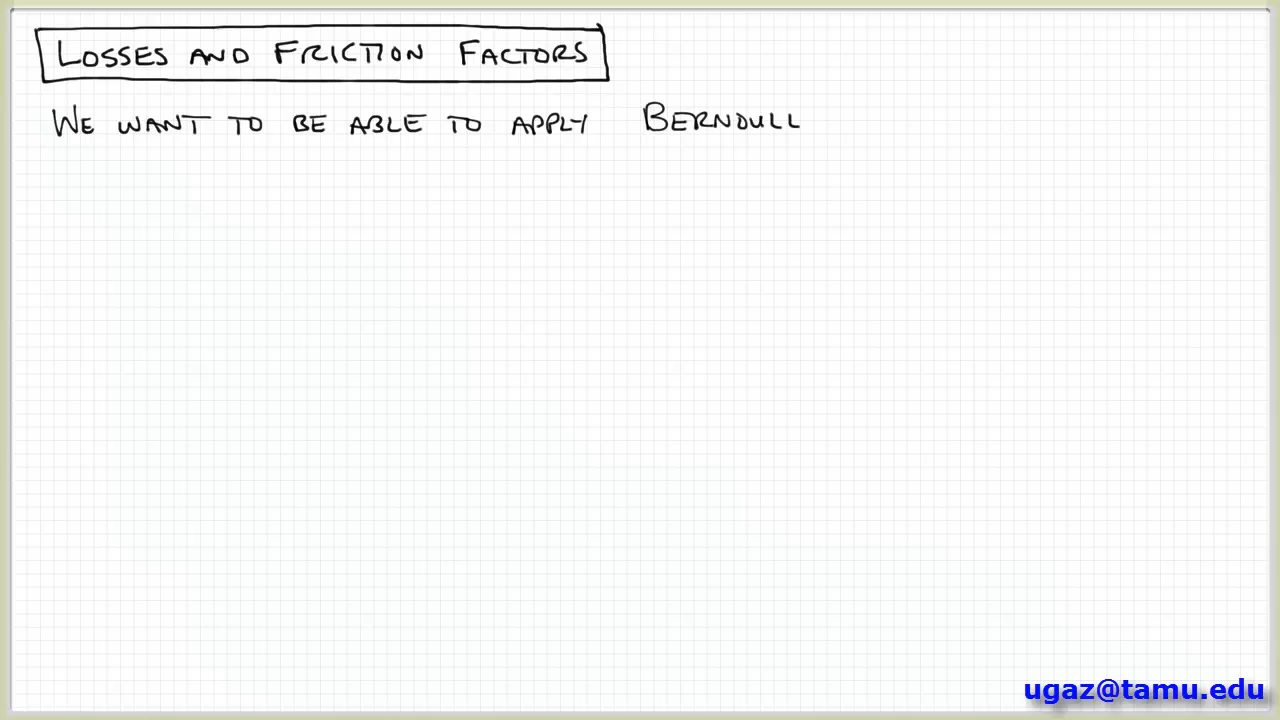 LOSSES AND FRICTION FACTORS
WE WANT TO BE ABLE TO APPLY BERNOULL
ugaz@tamu.edu